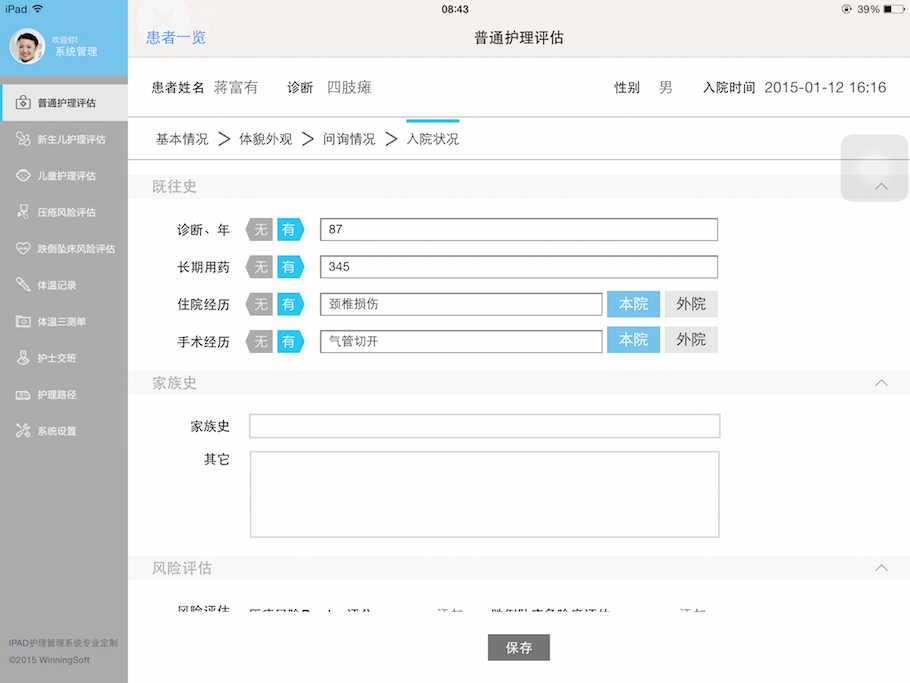 iPad 08:43 39%
欢迎你!
系统管理
患者一览 普通护理评估
患者姓名 蒋富有 诊断 四肢瘫 性别 男 入院时间 2015-01-12 16:16
普通护理评估
新生儿护理评估
儿童护理评估
压疮风险评估
跌倒坠床风险评估
体温记录
体温三测单
护士交班
护理路径
系统设置
基本情况 体貌外观 问询情况 入院状况
既往史
诊断、年 无 有 87
长期用药 无 有 345
住院经历 无 有 颈椎损伤 本院 外院
手术经历 无 有 气管切开 本院 外院
家族史
家族史
其它
风险评估
风险评估 添加 添加
保存
IPAD护理管理系统专业定制
©2015 WinningSoft